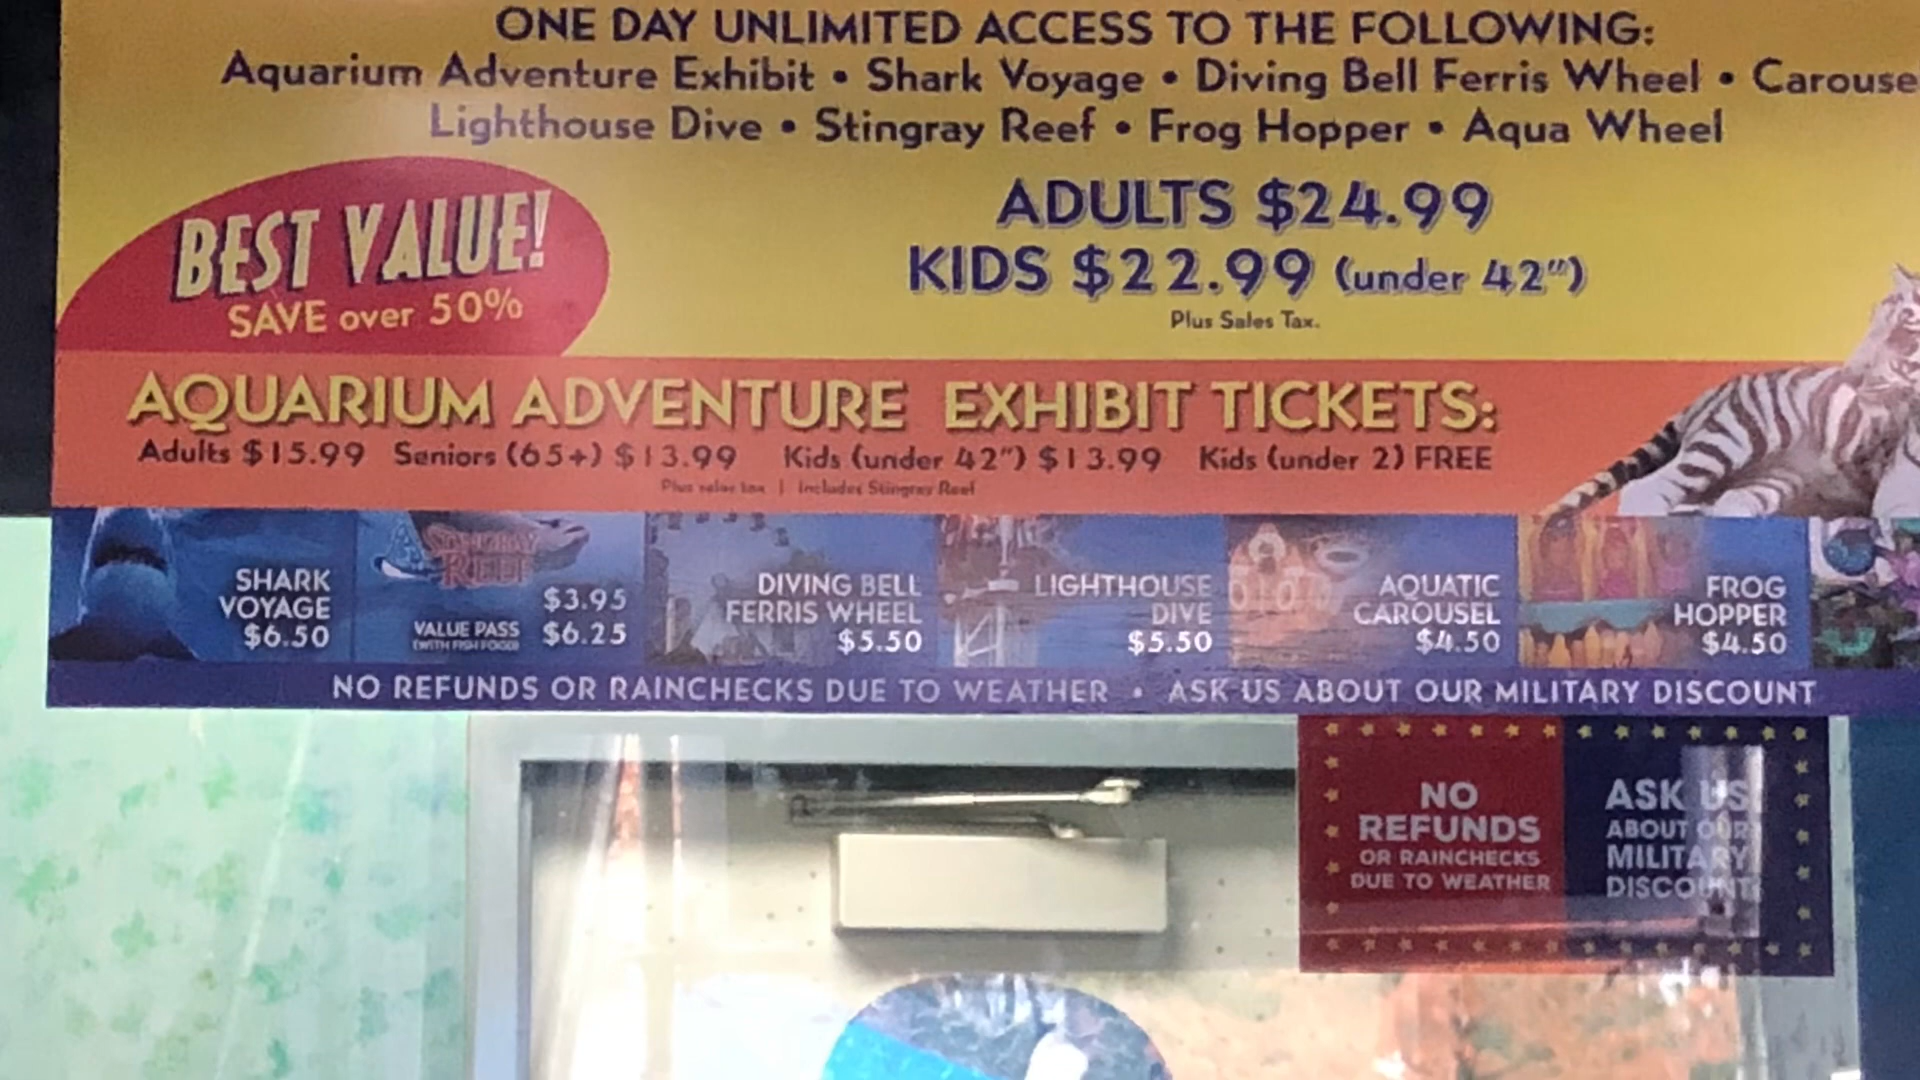 ONE DAY UNLIMITED ACCESS TO THE FOLLOWING:
Aquarium Adventure Exhibit • Shark Voyage • Diving Bell Ferris Wheel • Carouse
Lighthouse Dive • Stingray Reef • Frog Hopper • Aqua Wheel
BEST VALUE!
SAVE over 50%
ADULTS $24.99
KIDS $22.99 (under 42")
Plus Sales Tax.
AQUARIUM ADVENTURE EXHIBIT TICKETS:
Adults $15.99 Seniors (65+) $13.99 Kids (under 42") $13.99 Kids (under 2) FREE
Plus sales tax | Includes Stingray Reef
SHARK
VOYAGE
$6.50
STINGRAY
REEF
$3.95
VALUE PASS $6.25
(WITH FISH FOOD)
DIVING BELL
FERRIS WHEEL
$5.50
LIGHTHOUSE
DIVE
$5.50
AQUATIC
CAROUSEL
$4.50
FROG
HOPPER
$4.50
NO REFUNDS OR RAINCHECKS DUE TO WEATHER • ASK US ABOUT OUR MILITARY DISCOUNT
NO
REFUNDS
OR RAINCHECKS
DUE TO WEATHER
ASK US
ABOUT OUR
MILITARY
DISCOUNT